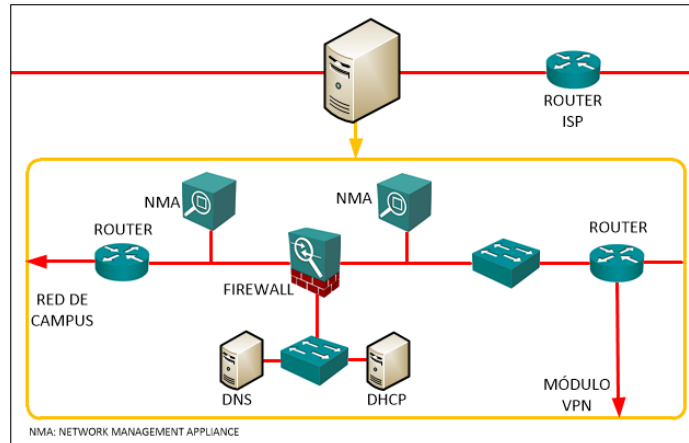 ROUTER
ISP
NMA
NMA
ROUTER
ROUTER
FIREWALL
RED DE
CAMPUS
DNS
DHCP
MÓDULO
VPN
NMA: NETWORK MANAGEMENT APPLIANCE